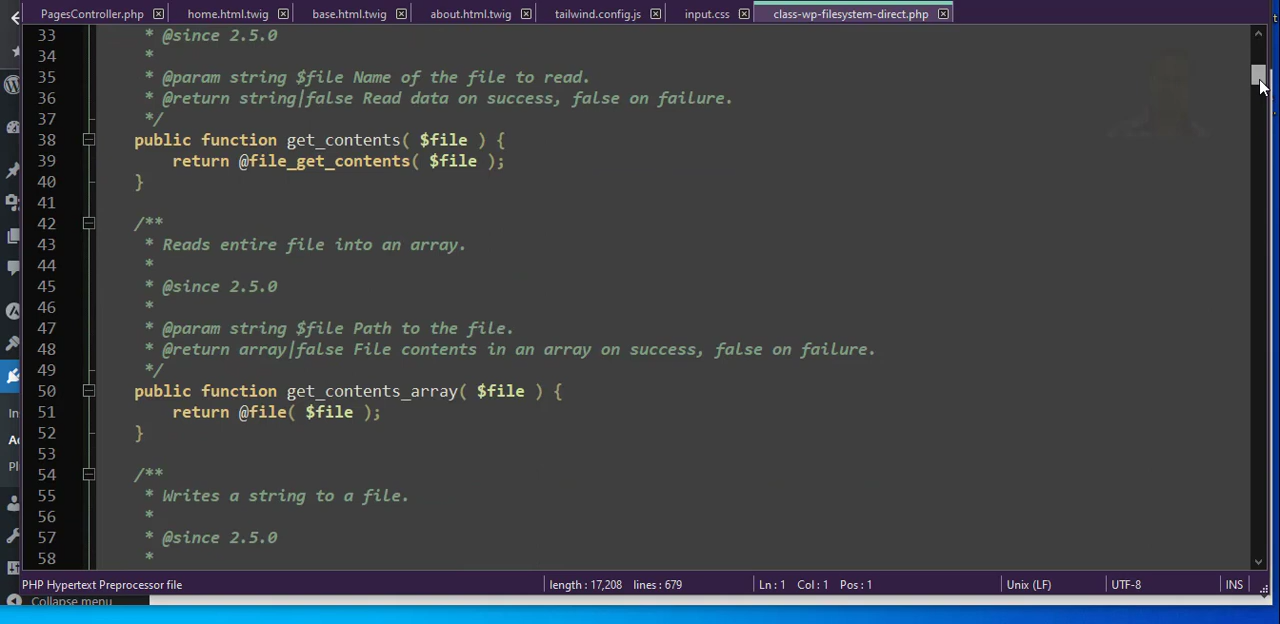 PagesController.php home.html.twig base.html.twig about.html.twig tailwind.config.js input.css class-wp-filesystem-direct.php
33 * @since 2.5.0
34 *
35 * @param string $file Name of the file to read.
36 * @return string|false Read data on success, false on failure.
37 */
38 public function get_contents( $file ) {
39 return @file_get_contents( $file );
40 }
41
42 /**
43 * Reads entire file into an array.
44 *
45 * @since 2.5.0
46 *
47 * @param string $file Path to the file.
48 * @return array|false File contents in an array on success, false on failure.
49 */
50 public function get_contents_array( $file ) {
51 return @file( $file );
52 }
53
54 /**
55 * Writes a string to a file.
56 *
57 * @since 2.5.0
58 *
In
Ad
Pl
PHP Hypertext Preprocessor file length : 17,208 lines : 679 Ln : 1 Col : 1 Pos : 1 Unix (LF) UTF-8 INS
Collapse menu